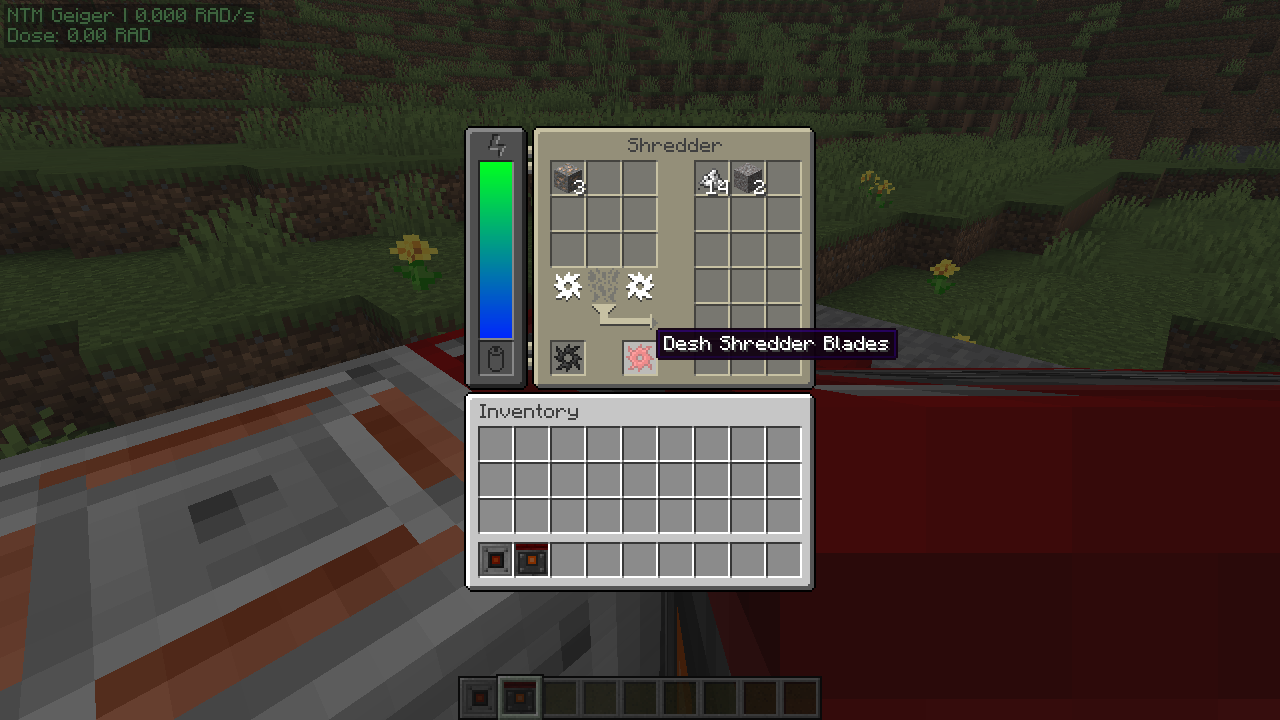 NTM Geiger | 0.000 RAD/s
Dose: 0.00 RAD
Shredder
3
14 2
Desh Shredder Blades
Inventory